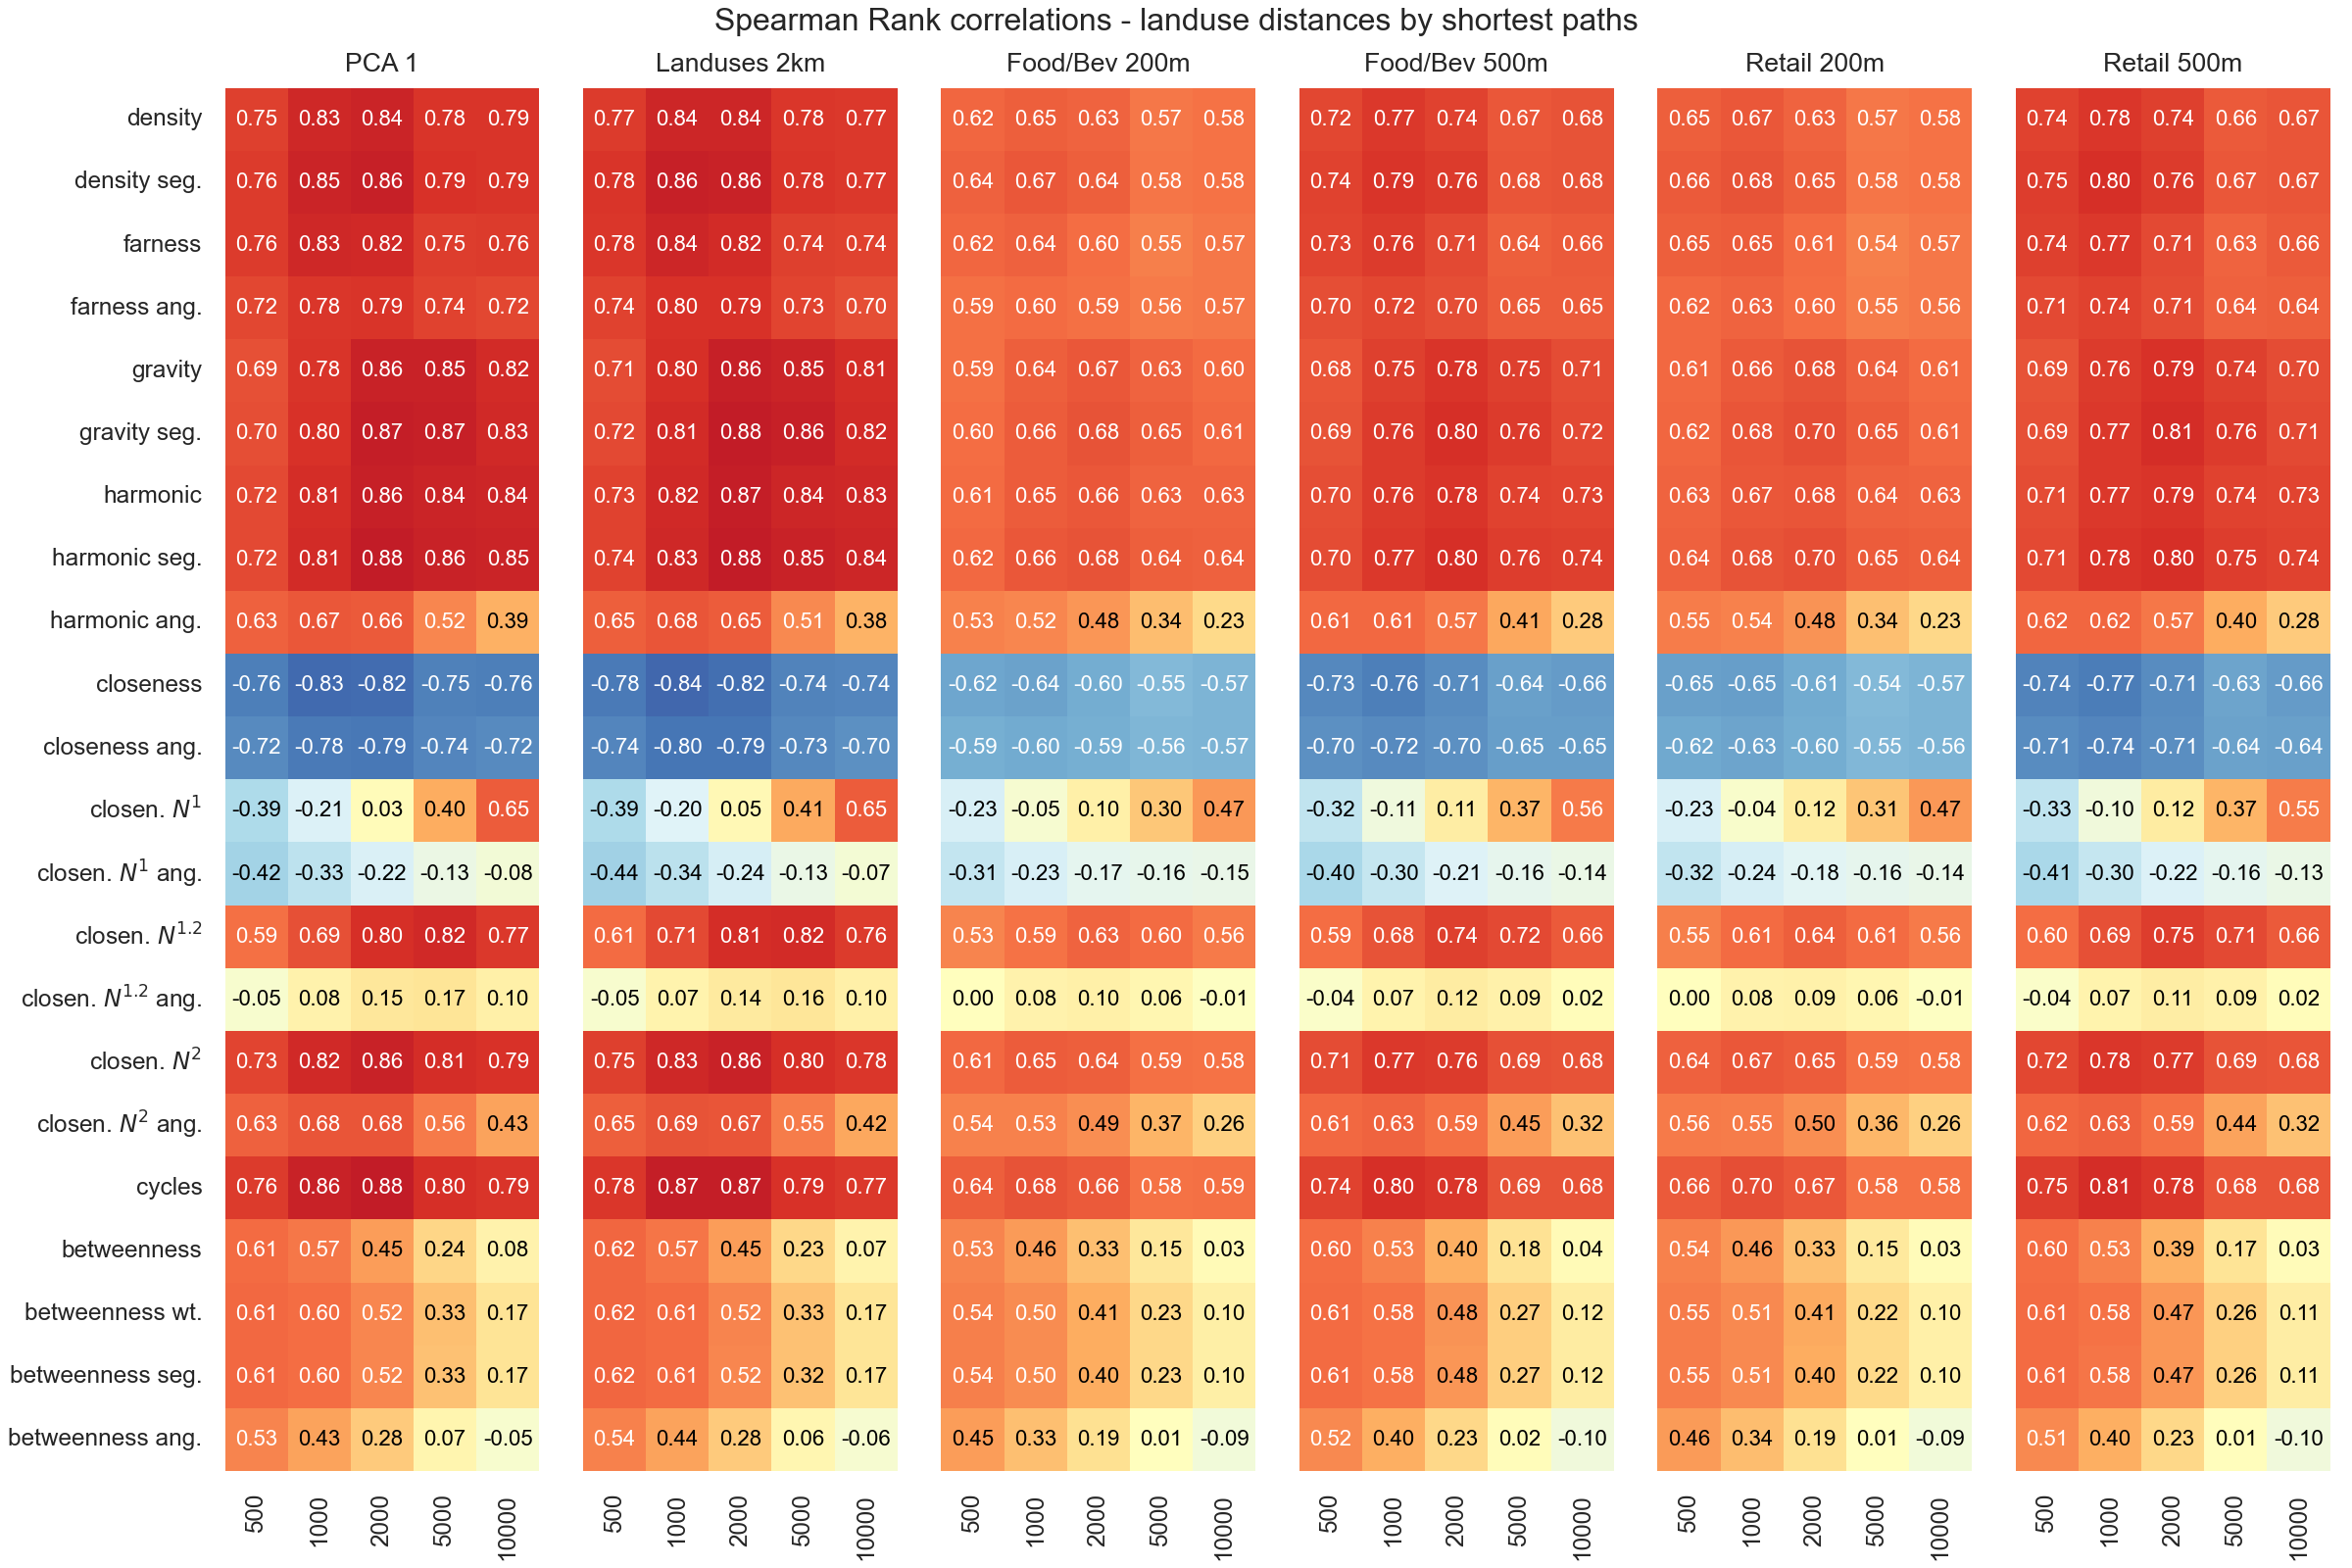 Spearman Rank correlations - landuse distances by shortest paths
PCA 1 Landuses 2km Food/Bev 200m Food/Bev 500m Retail 200m Retail 500m
density 0.75 0.83 0.84 0.78 0.79 0.77 0.84 0.84 0.78 0.77 0.62 0.65 0.63 0.57 0.58 0.72 0.77 0.74 0.67 0.68 0.65 0.67 0.63 0.57 0.58 0.74 0.78 0.74 0.66 0.67
density seg. 0.76 0.85 0.86 0.79 0.79 0.78 0.86 0.86 0.78 0.77 0.64 0.67 0.64 0.58 0.58 0.74 0.79 0.76 0.68 0.68 0.66 0.68 0.65 0.58 0.58 0.75 0.80 0.76 0.67 0.67
farness 0.76 0.83 0.82 0.75 0.76 0.78 0.84 0.82 0.74 0.74 0.62 0.64 0.60 0.55 0.57 0.73 0.76 0.71 0.64 0.66 0.65 0.65 0.61 0.54 0.57 0.74 0.77 0.71 0.63 0.66
farness ang. 0.72 0.78 0.79 0.74 0.72 0.74 0.80 0.79 0.73 0.70 0.59 0.60 0.59 0.56 0.57 0.70 0.72 0.70 0.65 0.65 0.62 0.63 0.60 0.55 0.56 0.71 0.74 0.71 0.64 0.64
gravity 0.69 0.78 0.86 0.85 0.82 0.71 0.80 0.86 0.85 0.81 0.59 0.64 0.67 0.63 0.60 0.68 0.75 0.78 0.75 0.71 0.61 0.66 0.68 0.64 0.61 0.69 0.76 0.79 0.74 0.70
gravity seg. 0.70 0.80 0.87 0.87 0.83 0.72 0.81 0.88 0.86 0.82 0.60 0.66 0.68 0.65 0.61 0.69 0.76 0.80 0.76 0.72 0.62 0.68 0.70 0.65 0.61 0.69 0.77 0.81 0.76 0.71
harmonic 0.72 0.81 0.86 0.84 0.84 0.73 0.82 0.87 0.84 0.83 0.61 0.65 0.66 0.63 0.63 0.70 0.76 0.78 0.74 0.73 0.63 0.67 0.68 0.64 0.63 0.71 0.77 0.79 0.74 0.73
harmonic seg. 0.72 0.81 0.88 0.86 0.85 0.74 0.83 0.88 0.85 0.84 0.62 0.66 0.68 0.64 0.64 0.70 0.77 0.80 0.76 0.74 0.64 0.68 0.70 0.65 0.64 0.71 0.78 0.80 0.75 0.74
harmonic ang. 0.63 0.67 0.66 0.52 0.39 0.65 0.68 0.65 0.51 0.38 0.53 0.52 0.48 0.34 0.23 0.61 0.61 0.57 0.41 0.28 0.55 0.54 0.48 0.34 0.23 0.62 0.62 0.57 0.40 0.28
closeness -0.76 -0.83 -0.82 -0.75 -0.76 -0.78 -0.84 -0.82 -0.74 -0.74 -0.62 -0.64 -0.60 -0.55 -0.57 -0.73 -0.76 -0.71 -0.64 -0.66 -0.65 -0.65 -0.61 -0.54 -0.57 -0.74 -0.77 -0.71 -0.63 -0.66
closeness ang. -0.72 -0.78 -0.79 -0.74 -0.72 -0.74 -0.80 -0.79 -0.73 -0.70 -0.59 -0.60 -0.59 -0.56 -0.57 -0.70 -0.72 -0.70 -0.65 -0.65 -0.62 -0.63 -0.60 -0.55 -0.56 -0.71 -0.74 -0.71 -0.64 -0.64
closen. N¹ -0.39 -0.21 0.03 0.40 0.65 -0.39 -0.20 0.05 0.41 0.65 -0.23 -0.05 0.10 0.30 0.47 -0.32 -0.11 0.11 0.37 0.56 -0.23 -0.04 0.12 0.31 0.47 -0.33 -0.10 0.12 0.37 0.55
closen. N¹ ang. -0.42 -0.33 -0.22 -0.13 -0.08 -0.44 -0.34 -0.24 -0.13 -0.07 -0.31 -0.23 -0.17 -0.16 -0.15 -0.40 -0.30 -0.21 -0.16 -0.14 -0.32 -0.24 -0.18 -0.16 -0.14 -0.41 -0.30 -0.22 -0.16 -0.13
closen. N^1.2 0.59 0.69 0.80 0.82 0.77 0.61 0.71 0.81 0.82 0.76 0.53 0.59 0.63 0.60 0.56 0.59 0.68 0.74 0.72 0.66 0.55 0.61 0.64 0.61 0.56 0.60 0.69 0.75 0.71 0.66
closen. N^1.2 ang. -0.05 0.08 0.15 0.17 0.10 -0.05 0.07 0.14 0.16 0.10 0.00 0.08 0.10 0.06 -0.01 -0.04 0.07 0.12 0.09 0.02 0.00 0.08 0.09 0.06 -0.01 -0.04 0.07 0.11 0.09 0.02
closen. N² 0.73 0.82 0.86 0.81 0.79 0.75 0.83 0.86 0.80 0.78 0.61 0.65 0.64 0.59 0.58 0.71 0.77 0.76 0.69 0.68 0.64 0.67 0.65 0.59 0.58 0.72 0.78 0.77 0.69 0.68
closen. N² ang. 0.63 0.68 0.68 0.56 0.43 0.65 0.69 0.67 0.55 0.42 0.54 0.53 0.49 0.37 0.26 0.61 0.63 0.59 0.45 0.32 0.56 0.55 0.50 0.36 0.26 0.62 0.63 0.59 0.44 0.32
cycles 0.76 0.86 0.88 0.80 0.79 0.78 0.87 0.87 0.79 0.77 0.64 0.68 0.66 0.58 0.59 0.74 0.80 0.78 0.69 0.68 0.66 0.70 0.67 0.58 0.58 0.75 0.81 0.78 0.68 0.68
betweenness 0.61 0.57 0.45 0.24 0.08 0.62 0.57 0.45 0.23 0.07 0.53 0.46 0.33 0.15 0.03 0.60 0.53 0.40 0.18 0.04 0.54 0.46 0.33 0.15 0.03 0.60 0.53 0.39 0.17 0.03
betweenness wt. 0.61 0.60 0.52 0.33 0.17 0.62 0.61 0.52 0.33 0.17 0.54 0.50 0.41 0.23 0.10 0.61 0.58 0.48 0.27 0.12 0.55 0.51 0.41 0.22 0.10 0.61 0.58 0.47 0.26 0.11
betweenness seg. 0.61 0.60 0.52 0.33 0.17 0.62 0.61 0.52 0.32 0.17 0.54 0.50 0.40 0.23 0.10 0.61 0.58 0.48 0.27 0.12 0.55 0.51 0.40 0.22 0.10 0.61 0.58 0.47 0.26 0.11
betweenness ang. 0.53 0.43 0.28 0.07 -0.05 0.54 0.44 0.28 0.06 -0.06 0.45 0.33 0.19 0.01 -0.09 0.52 0.40 0.23 0.02 -0.10 0.46 0.34 0.19 0.01 -0.09 0.51 0.40 0.23 0.01 -0.10
500 1000 2000 5000 10000 500 1000 2000 5000 10000 500 1000 2000 5000 10000 500 1000 2000 5000 10000 500 1000 2000 5000 10000 500 1000 2000 5000 10000